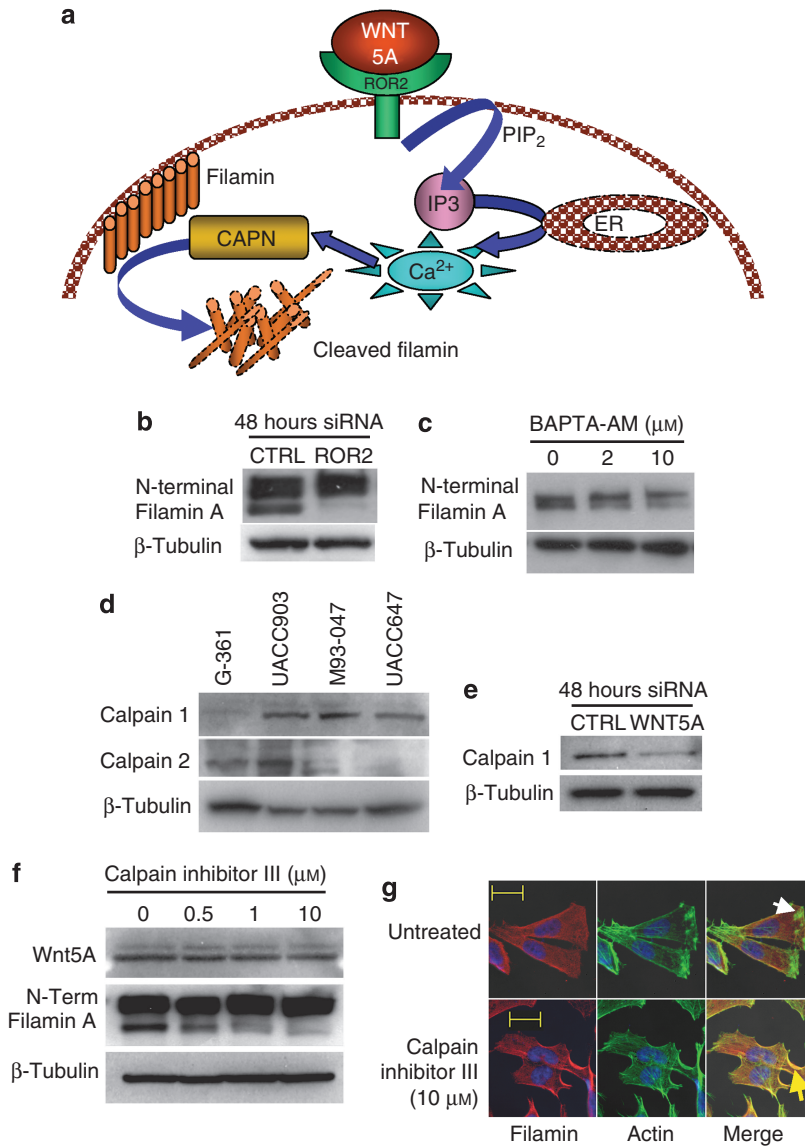 a
WNT
5A
ROR2
PIP2
Filamin
IP3
ER
CAPN
Ca2+
Cleaved filamin
b
48 hours siRNA
CTRL ROR2
N-terminal
Filamin A
β-Tubulin
c
BAPTA-AM (μM)
0 2 10
N-terminal
Filamin A
β-Tubulin
d
G-361
UACC903
M93-047
UACC647
Calpain 1
Calpain 2
β-Tubulin
e
48 hours siRNA
CTRL WNT5A
Calpain 1
β-Tubulin
f
Calpain inhibitor III (μM)
0 0.5 1 10
Wnt5A
N-Term
Filamin A
β-Tubulin
g
Untreated
Calpain
inhibitor III
(10 μM)
Filamin Actin Merge